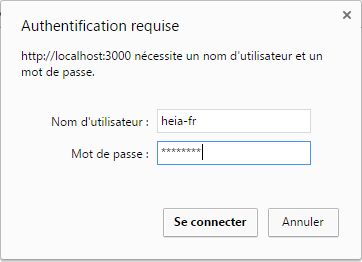 Authentification requise
http://localhost:3000 nécessite un nom d'utilisateur et un
mot de passe.
Nom d'utilisateur : heia-fr
Mot de passe : ********
Se connecter Annuler